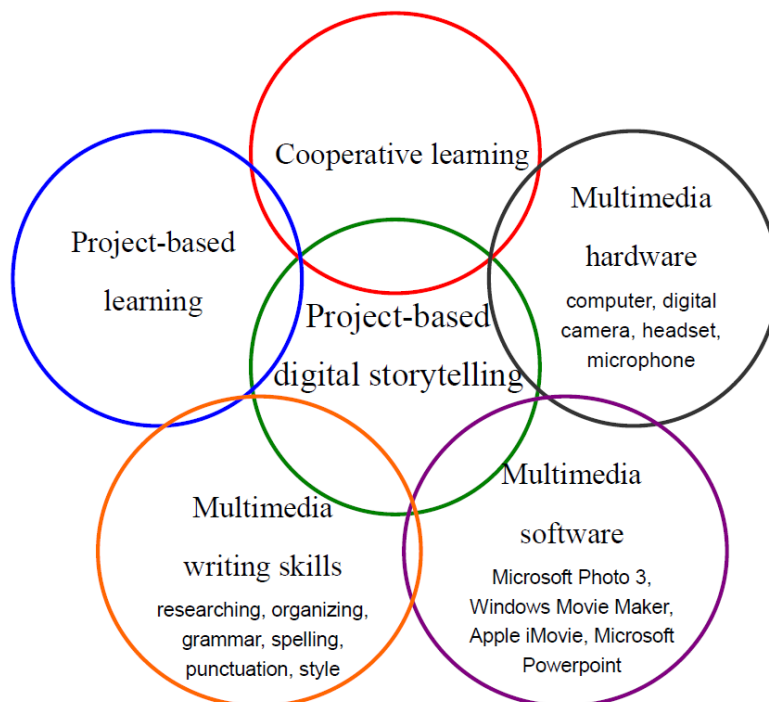 Cooperative learning
Project-based
learning
Multimedia
hardware
computer, digital
camera, headset,
microphone
Project-based
digital storytelling
Multimedia
writing skills
researching, organizing,
grammar, spelling,
punctuation, style
Multimedia
software
Microsoft Photo 3,
Windows Movie Maker,
Apple iMovie, Microsoft
Powerpoint